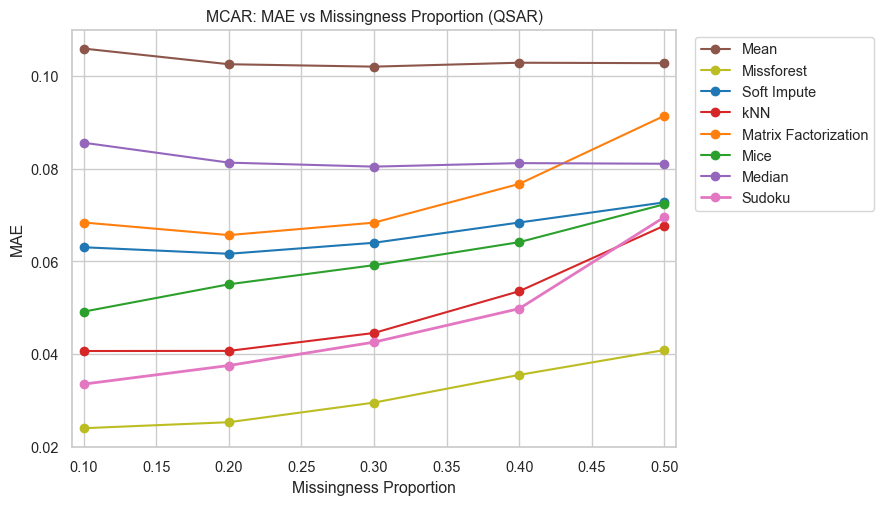 MCAR: MAE vs Missingness Proportion (QSAR)
0.10
0.08
0.06
0.04
0.02
MAE
0.10 0.15 0.20 0.25 0.30 0.35 0.40 0.45 0.50
Missingness Proportion
Mean
Missforest
Soft Impute
kNN
Matrix Factorization
Mice
Median
Sudoku